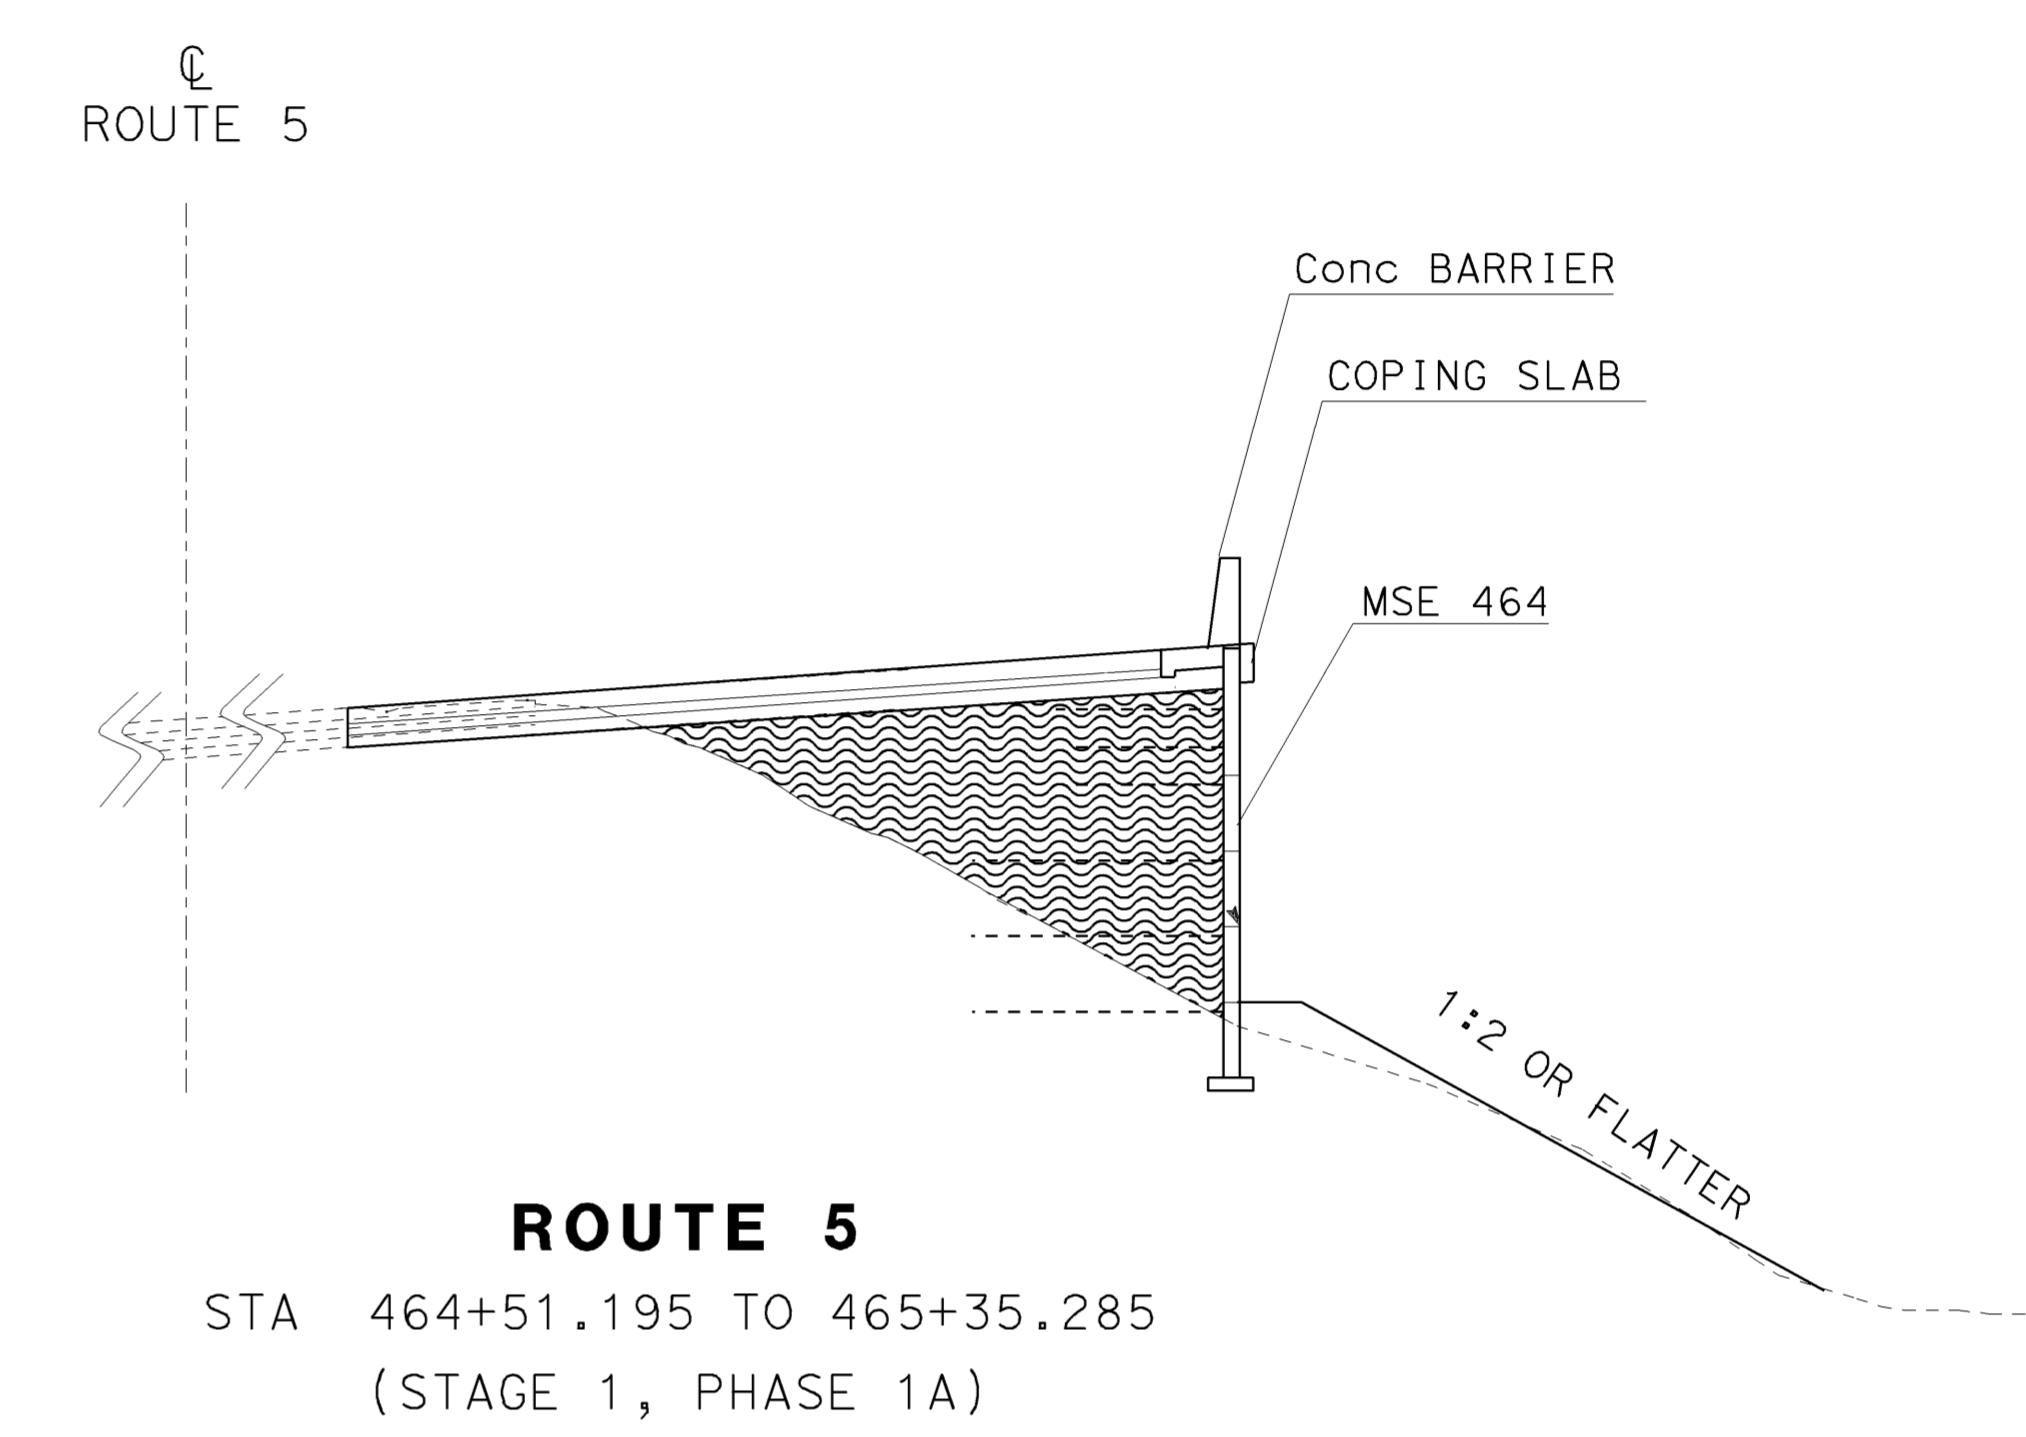 ℄
ROUTE 5
Conc BARRIER
COPING SLAB
MSE 464
1:2 OR FLATTER
ROUTE 5
STA 464+51.195 TO 465+35.285
(STAGE 1, PHASE 1A)